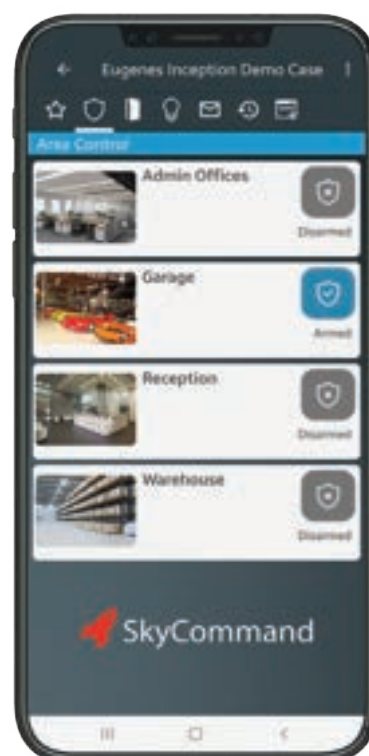 Eugenes Inception Demo Case
Area Control
Admin Offices
Disarmed
Garage
Armed
Reception
Disarmed
Warehouse
Disarmed
SkyCommand